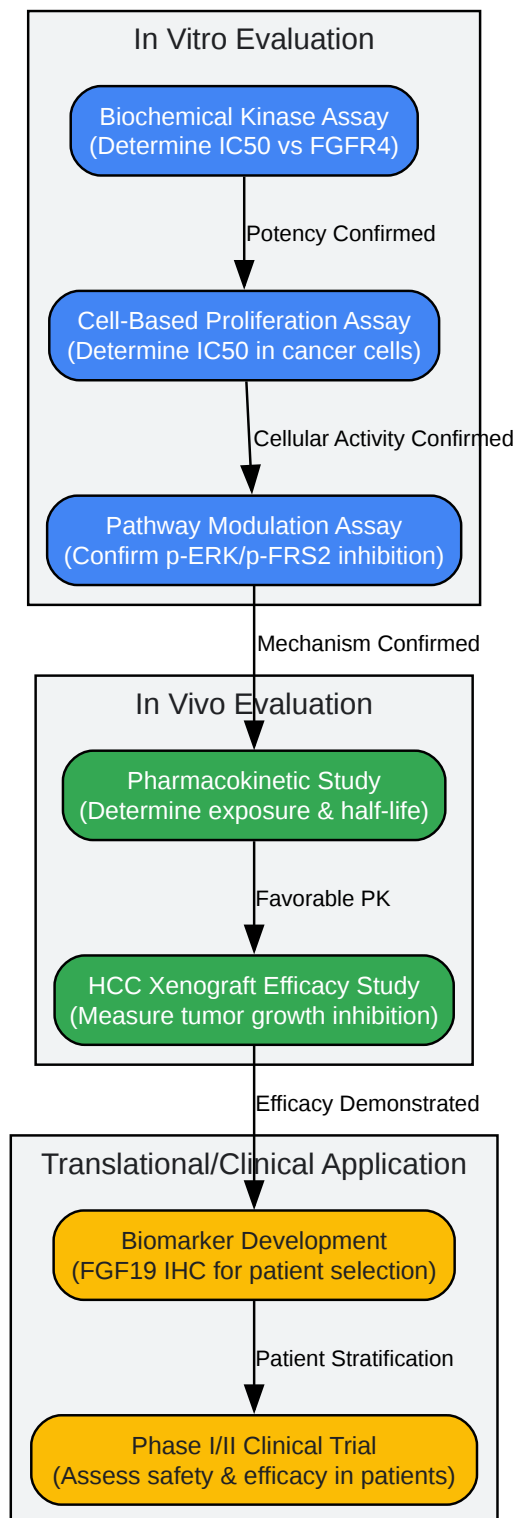 In Vitro Evaluation
Biochemical Kinase Assay
(Determine IC50 vs FGFR4)
Potency Confirmed
Cell-Based Proliferation Assay
(Determine IC50 in cancer cells)
Cellular Activity Confirmed
Pathway Modulation Assay
(Confirm p-ERK/p-FRS2 inhibition)
Mechanism Confirmed
In Vivo Evaluation
Pharmacokinetic Study
(Determine exposure & half-life)
Favorable PK
HCC Xenograft Efficacy Study
(Measure tumor growth inhibition)
Efficacy Demonstrated
Translational/Clinical Application
Biomarker Development
(FGF19 IHC for patient selection)
Patient Stratification
Phase I/II Clinical Trial
(Assess safety & efficacy in patients)